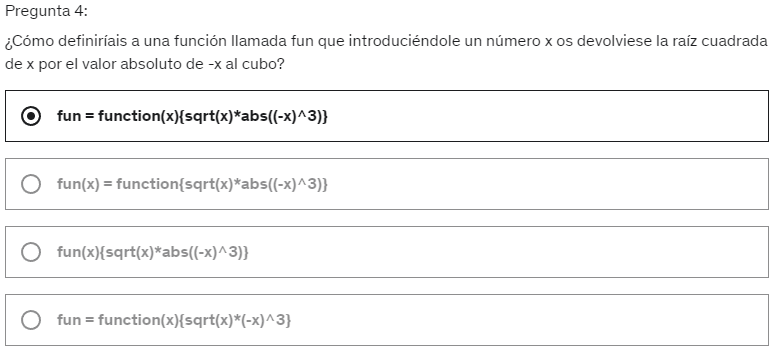 Pregunta 4:
¿Cómo definiríais a una función llamada fun que introduciéndole un número x os devolviese la raíz cuadrada
de x por el valor absoluto de -x al cubo?
fun = function(x){sqrt(x)*abs((-x)^3)}
fun(x) = function{sqrt(x)*abs((-x)^3)}
fun(x){sqrt(x)*abs((-x)^3)}
fun = function(x){sqrt(x)*(-x)^3}